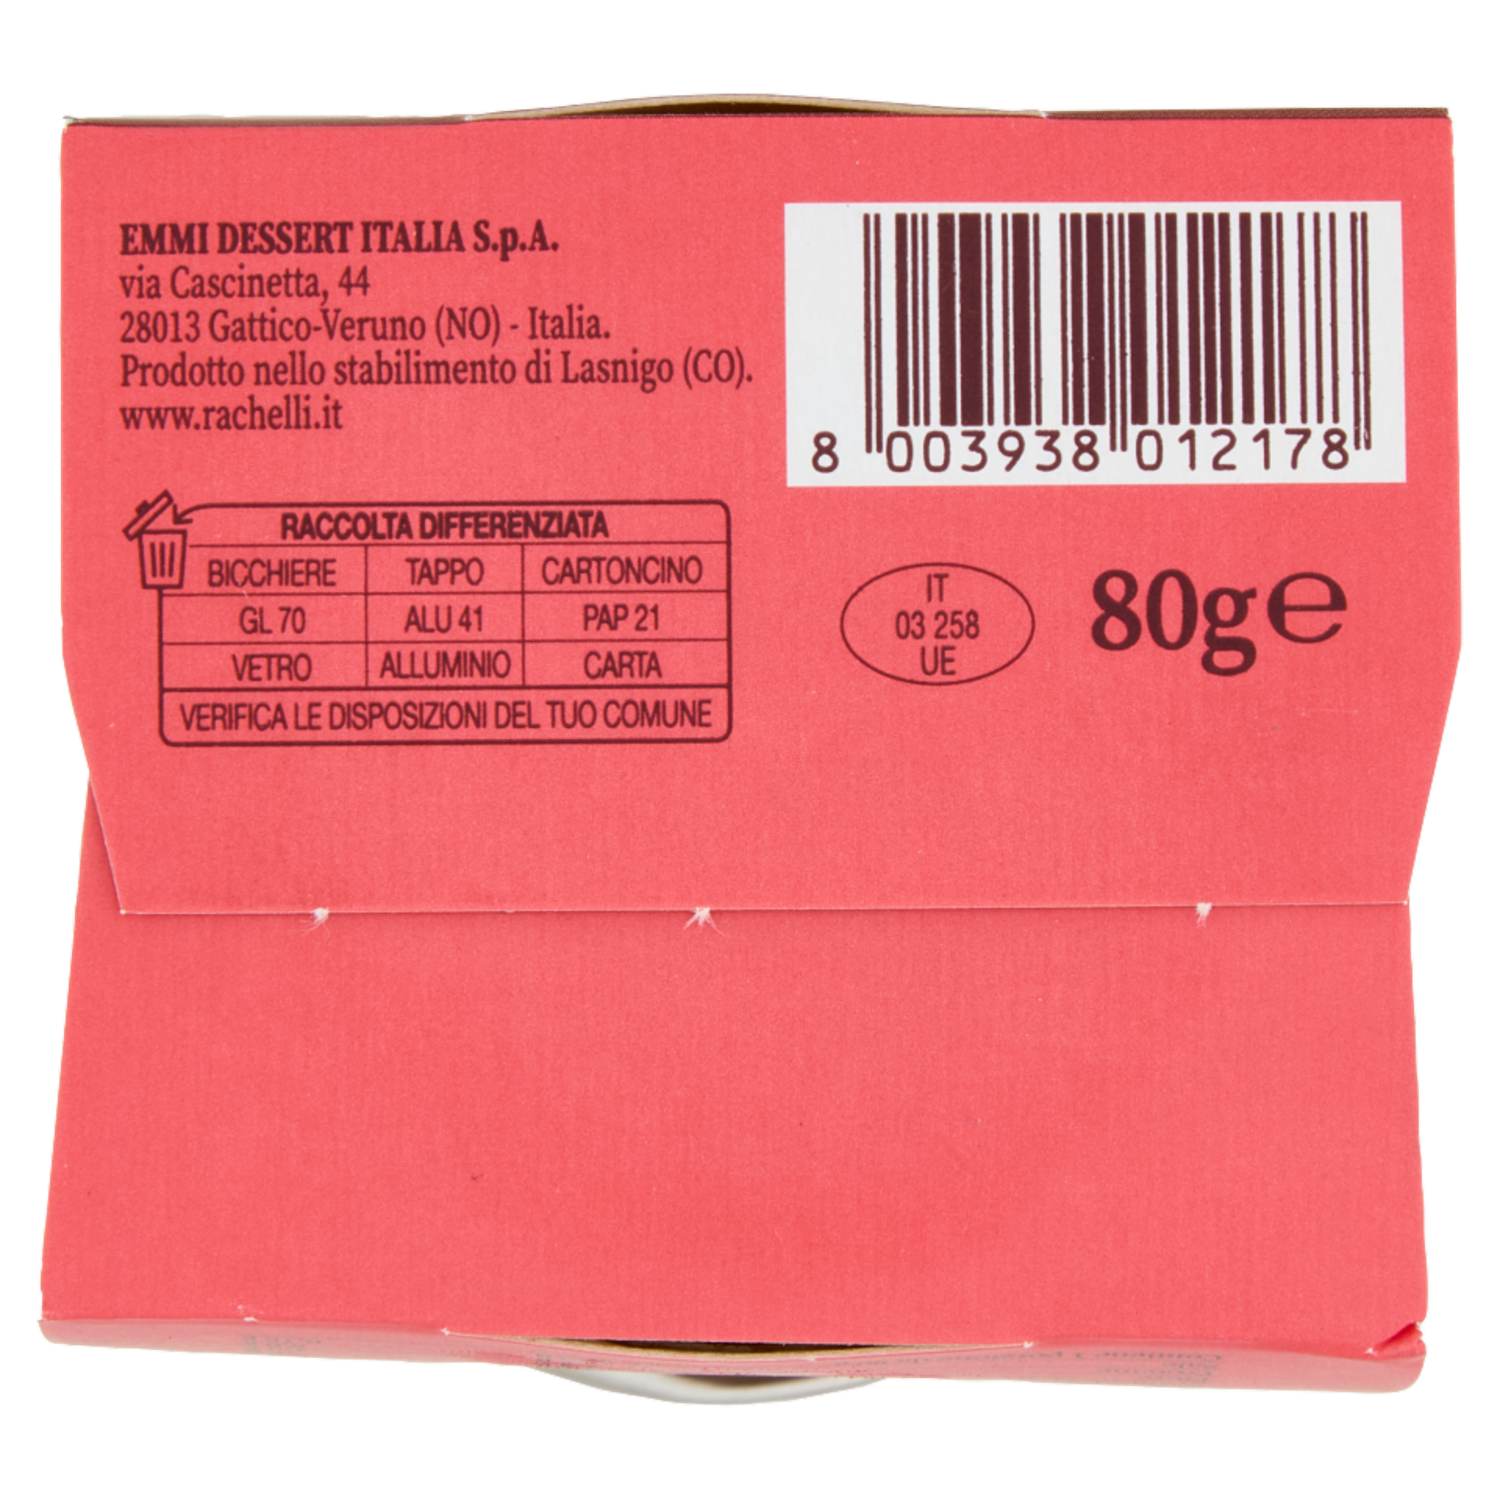 EMMI DESSERT ITALIA S.p.A.
via Cascinetta, 44
28013 Gattico-Veruno (NO) - Italia.
Prodotto nello stabilimento di Lasnigo (CO).
www.rachelli.it
8 003938 012178
RACCOLTA DIFFERENZIATA
BICCHIERE TAPPO CARTONCINO
GL 70 ALU 41 PAP 21
VETRO ALLUMINIO CARTA
VERIFICA LE DISPOSIZIONI DEL TUO COMUNE
IT
03 258
UE
80g e